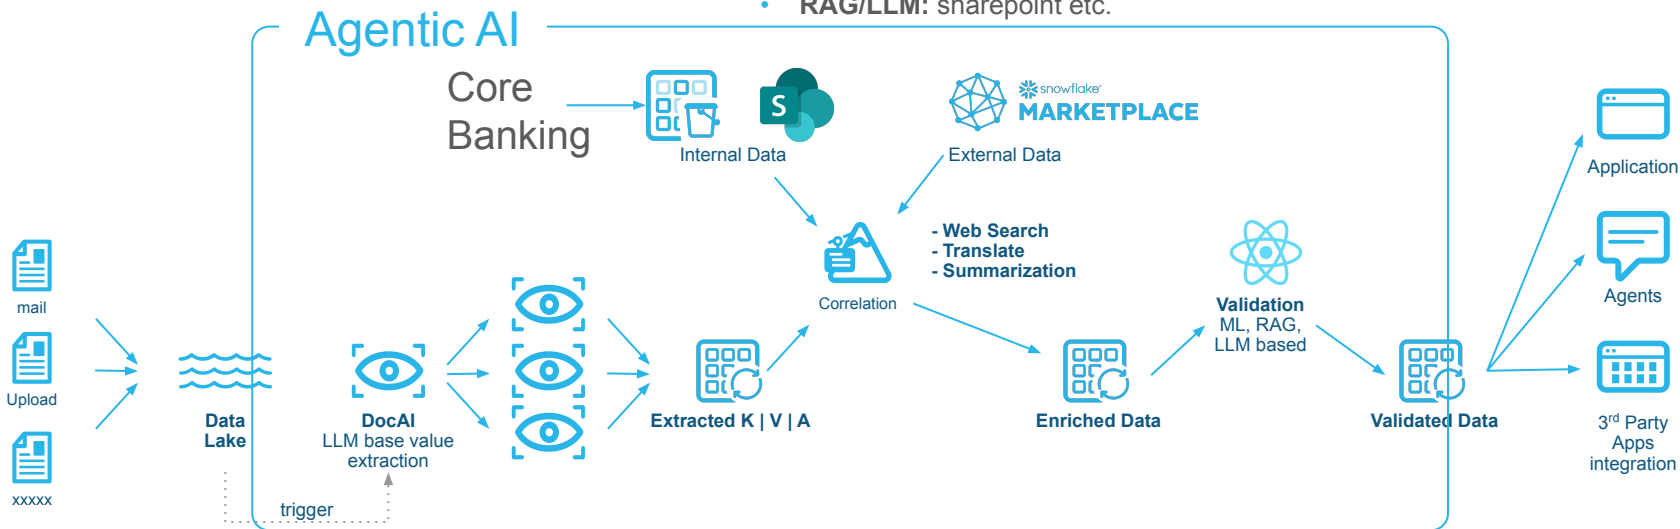 • RAG/LLM: sharepoint etc.
Agentic AI
Core
Banking
S
snowflake®
MARKETPLACE
Internal Data
External Data
Application
- Web Search
- Translate
- Summarization
mail
Correlation
Validation
ML, RAG,
LLM based
Agents
Upload
Data
Lake
DocAI
LLM base value
extraction
Extracted K | V | A
Enriched Data
Validated Data
3rd Party
Apps
integration
xxxxx
trigger